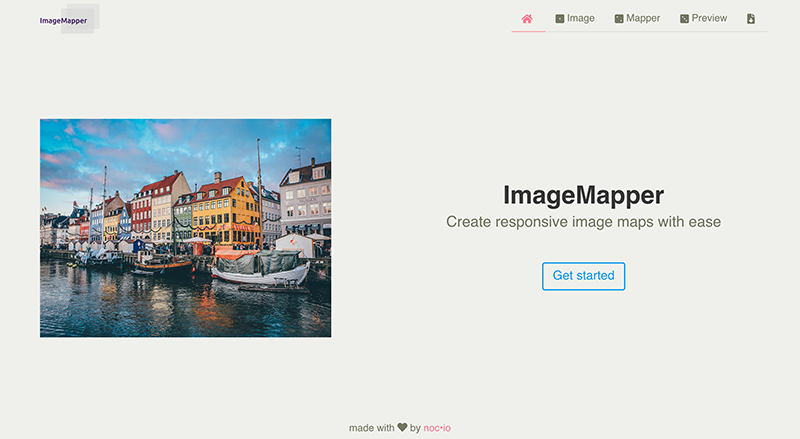 ImageMapper
Image Mapper Preview
ImageMapper
Create responsive image maps with ease
Get started
made with by noc·io